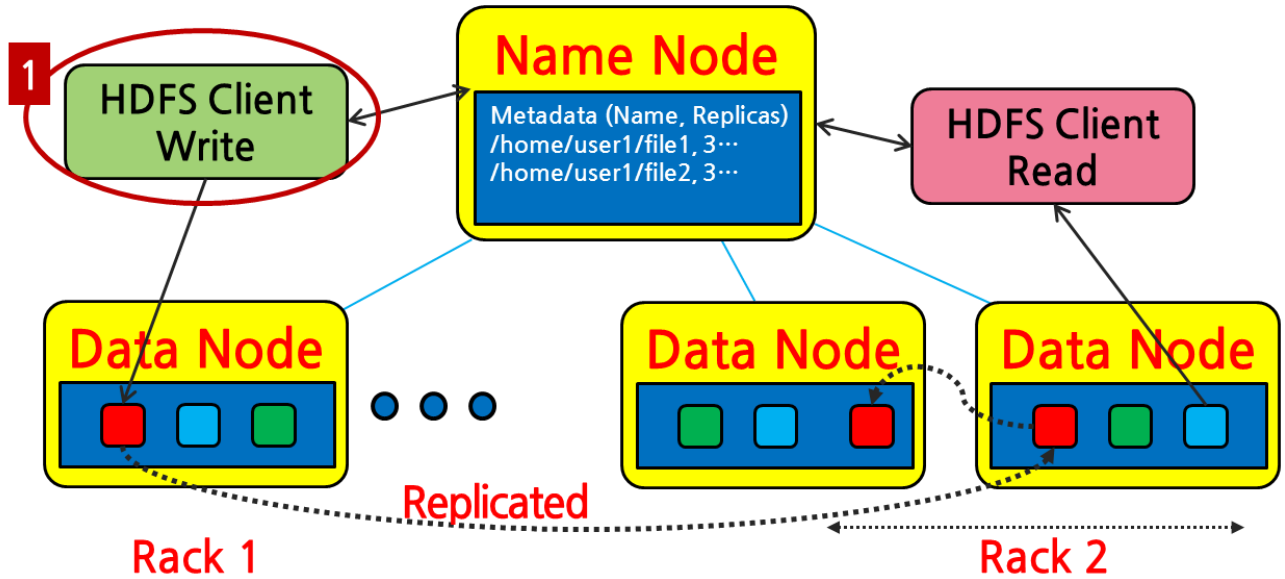 1
HDFS Client
Write
Name Node
Metadata (Name, Replicas)
/home/user1/file1, 3…
/home/user1/file2, 3…
HDFS Client
Read
Data Node
Data Node
Data Node
Replicated
Rack 1
Rack 2